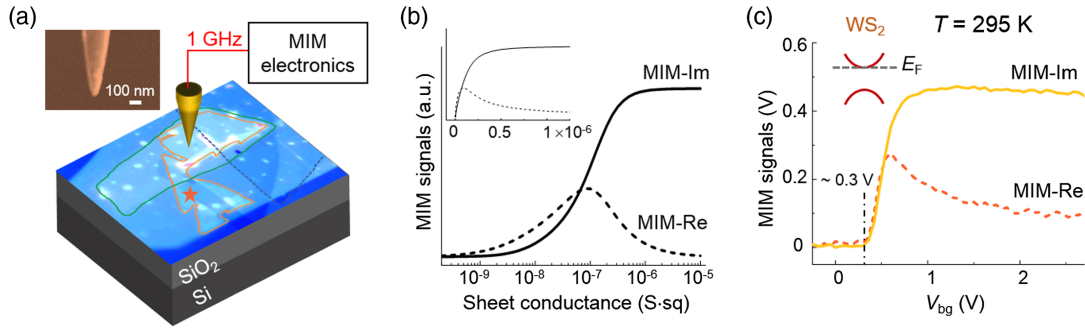 (a)
100 nm
1 GHz
MIM
electronics
SiO₂
Si
(b)
MIM signals (a.u.)
0
0.5
1×10⁻⁶
MIM-Im
MIM-Re
10⁻⁹
10⁻⁸
10⁻⁷
10⁻⁶
10⁻⁵
Sheet conductance (S·sq)
(c)
WS₂
T = 295 K
E_F
MIM signals (V)
0.6
0.4
0.2
0
~ 0.3 V
MIM-Im
MIM-Re
0
1
2
V_bg (V)